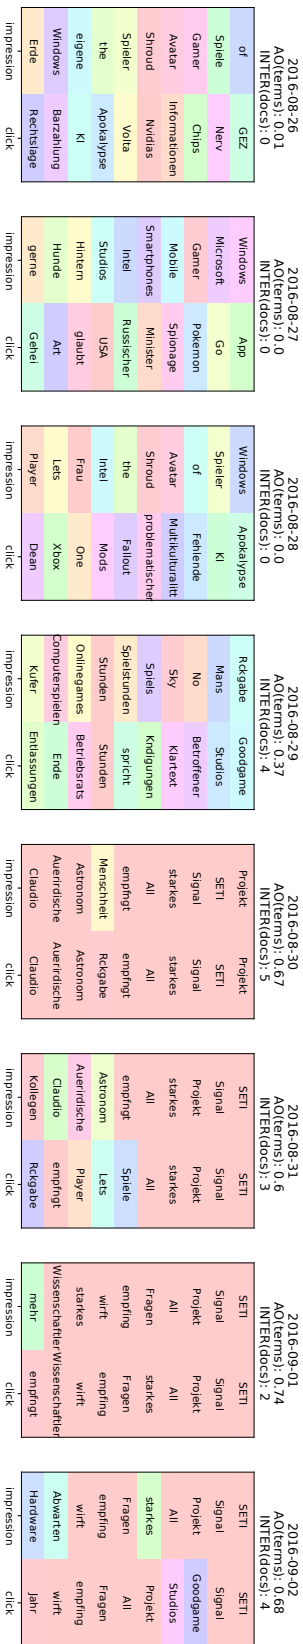 2016-08-26
AO(terms): 0.01
INTER(docs): 0
of GEZ
Spiele Nerv
Gamer Chips
Avatar Informationen
Shroud Nvidias
Spieler Volta
the Apokalypse
eigene KI
Windows Barzahlung
Erde Rechtslage
impression click
2016-08-27
AO(terms): 0.0
INTER(docs): 0
Windows App
Microsoft Go
Gamer Pokemon
Mobile Spionage
Smartphones Minister
Intel Russischer
Studios USA
Hintern glaubt
Hunde Art
gerne Gehei
impression click
2016-08-28
AO(terms): 0.0
INTER(docs): 0
Windows Apokalypse
Spieler KI
of Fehlende
Avatar Multikulturalitt
Shroud problematischer
the Fallout
Intel Mods
Frau One
Lets Xbox
Player Dean
impression click
2016-08-29
AO(terms): 0.37
INTER(docs): 4
Rckgabe Goodgame
Mans Studios
No Betroffener
Sky Klartext
Spiels Kndigungen
Spielstunden spricht
Stunden Stunden
Onlinegames Betriebsrats
Computerspielen Ende
Kufer Entlassungen
impression click
2016-08-30
AO(terms): 0.67
INTER(docs): 5
Projekt Projekt
SETI SETI
Signal Signal
starkes starkes
All All
empfngt empfngt
Menschheit Rckgabe
Astronom Astronom
Auerirdische Auerirdische
Claudio Claudio
impression click
2016-08-31
AO(terms): 0.6
INTER(docs): 3
SETI SETI
Signal Signal
Projekt Projekt
starkes starkes
All All
empfngt Spiele
Astronom Lets
Auerirdische Player
Claudio empfngt
Kollegen Rckgabe
impression click
2016-09-01
AO(terms): 0.74
INTER(docs): 2
SETI SETI
Signal Signal
Projekt Projekt
All All
Fragen starkes
empfing Fragen
wirft empfing
starkes wirft
Wissenschaftler Wissenschaftler
mehr empfngt
impression click
2016-09-02
AO(terms): 0.68
INTER(docs): 4
SETI SETI
Signal Signal
Projekt Goodgame
All Studios
starkes Projekt
Fragen All
empfing Fragen
wirft empfing
Abwarten wirft
Hardware Jahr
impression click